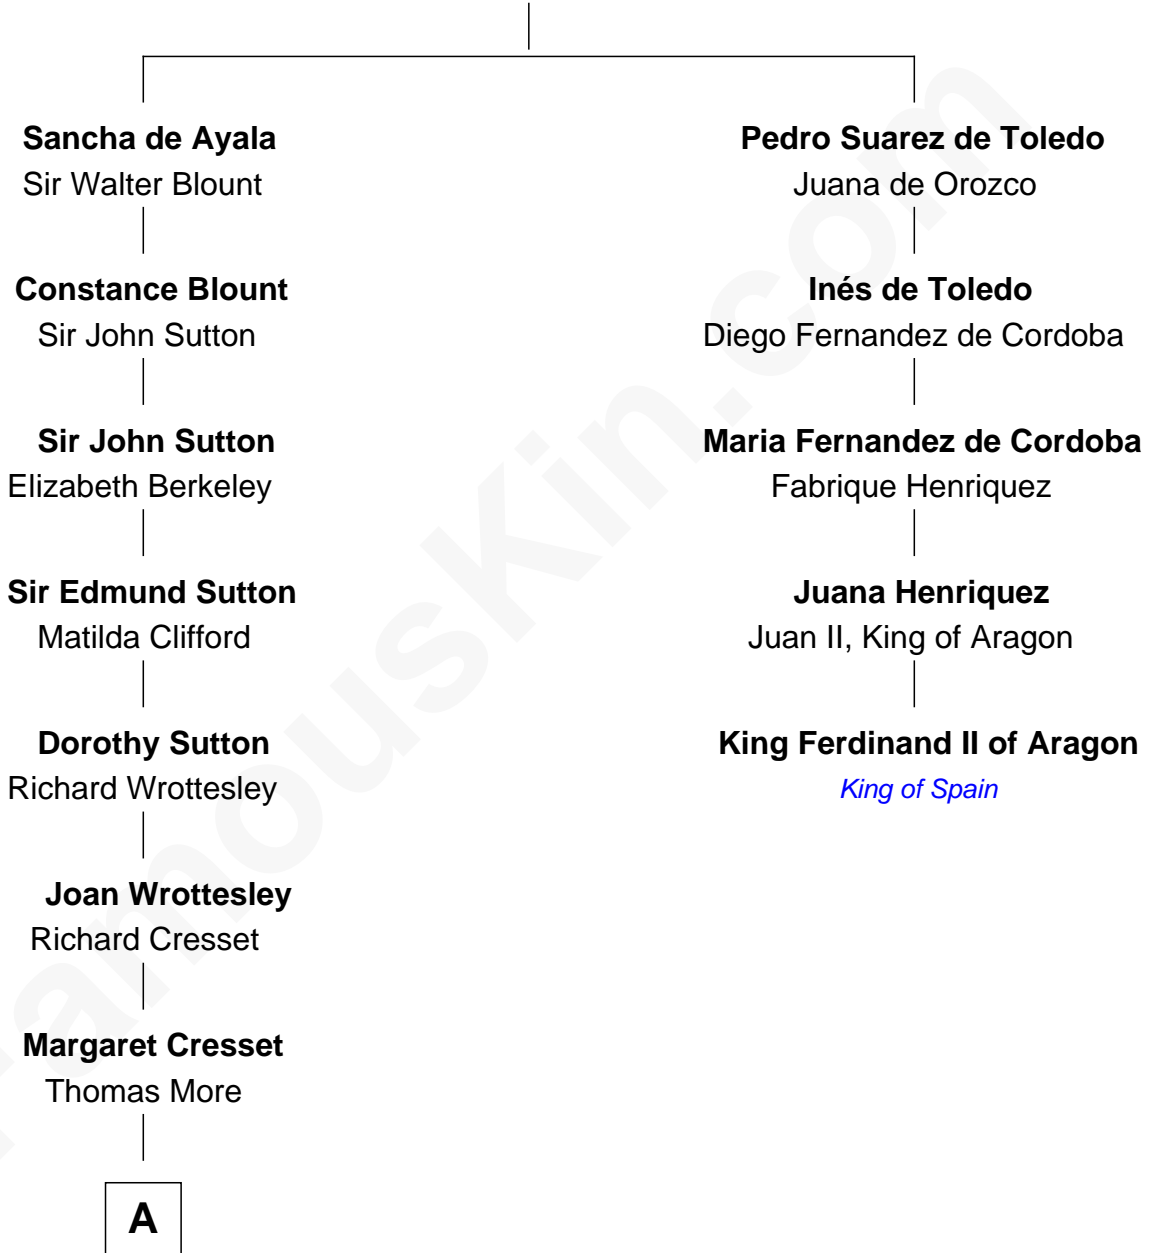 Sancha de Ayala
Sir Walter Blount
Constance Blount
Sir John Sutton
Sir John Sutton
Elizabeth Berkeley
Sir Edmund Sutton
Matilda Clifford
Dorothy Sutton
Richard Wrottesley
Joan Wrottesley
Richard Cresset
Margaret Cresset
Thomas More
A
Pedro Suarez de Toledo
Juana de Orozco
Inés de Toledo
Diego Fernandez de Cordoba
Maria Fernandez de Cordoba
Fabrique Henriquez
Juana Henriquez
Juan II, King of Aragon
King Ferdinand II of Aragon
King of Spain
FamousKin.com